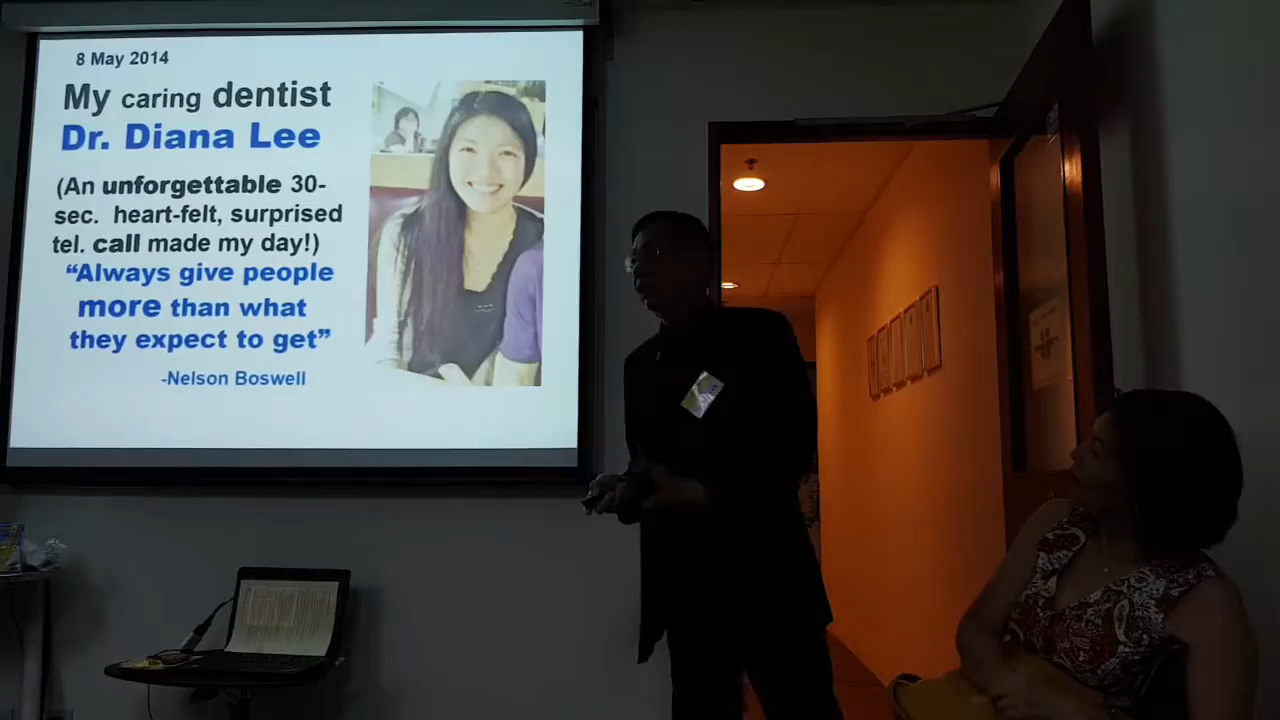 8 May 2014
My caring dentist
Dr. Diana Lee
(An unforgettable 30-
sec. heart-felt, surprised
tel. call made my day!)
“Always give people
more than what
they expect to get”
-Nelson Boswell